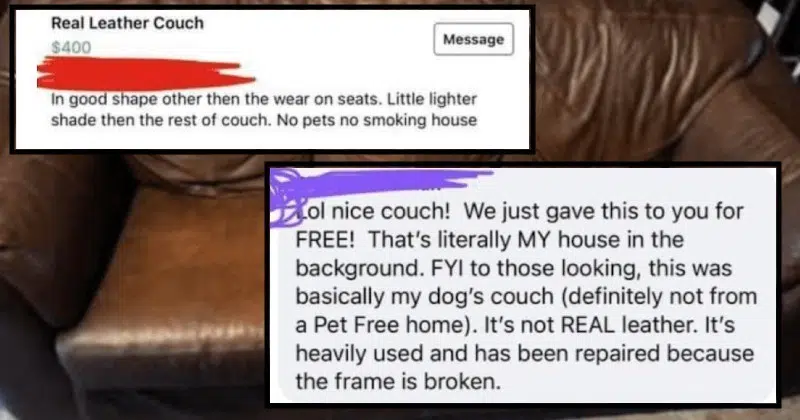 Real Leather Couch
$400
Message
In good shape other then the wear on seats. Little lighter
shade then the rest of couch. No pets no smoking house
Lol nice couch! We just gave this to you for
FREE! That's literally MY house in the
background. FYI to those looking, this was
basically my dog's couch (definitely not from
a Pet Free home). It's not REAL leather. It's
heavily used and has been repaired because
the frame is broken.